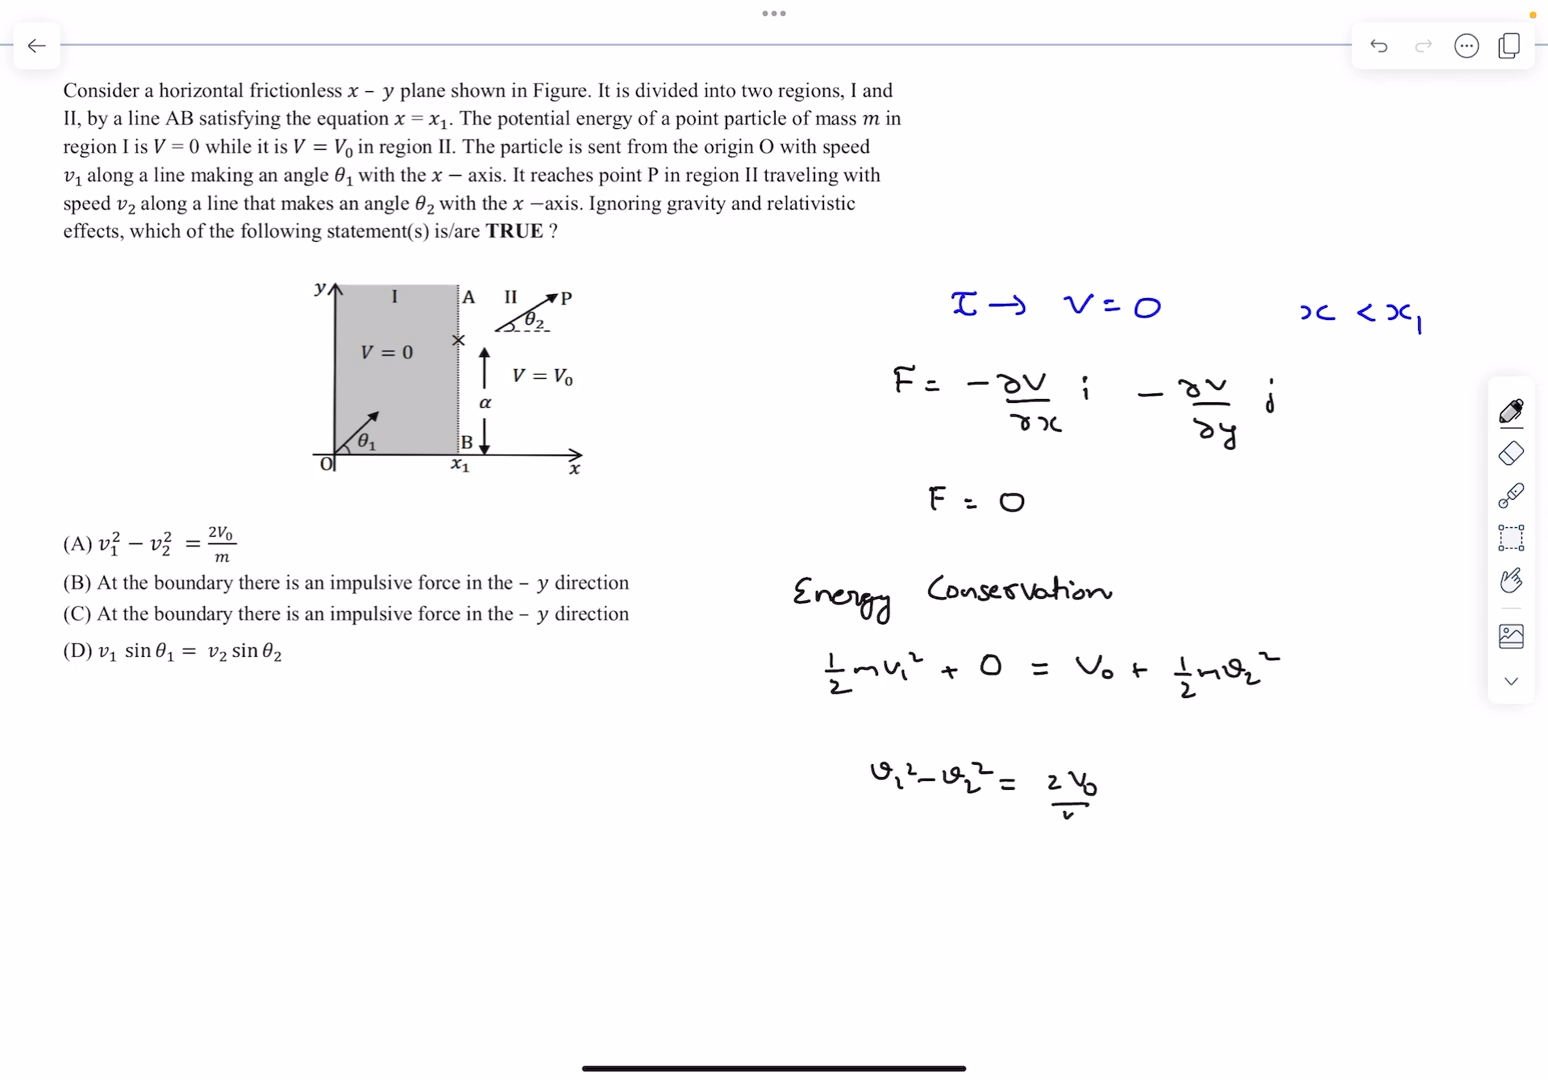 Consider a horizontal frictionless x – y plane shown in Figure. It is divided into two regions, I and
II, by a line AB satisfying the equation x = x₁. The potential energy of a point particle of mass m in
region I is V = 0 while it is V = V₀ in region II. The particle is sent from the origin O with speed
v₁ along a line making an angle θ₁ with the x − axis. It reaches point P in region II traveling with
speed v₂ along a line that makes an angle θ₂ with the x −axis. Ignoring gravity and relativistic
effects, which of the following statement(s) is/are TRUE ?
y I A II P
θ₂
V = 0
V = V₀
α
θ₁ B
O x₁ x
(A) v₁² − v₂² = 2V₀/m
(B) At the boundary there is an impulsive force in the – y direction
(C) At the boundary there is an impulsive force in the – y direction
(D) v₁ sin θ₁ = v₂ sin θ₂
I → V = 0 x < x₁
F = −∂V/∂x i − ∂V/∂y j
F = 0
Energy Conservation
1/2 mv₁² + 0 = V₀ + 1/2 mv₂²
v₁² − v₂² = 2V₀/